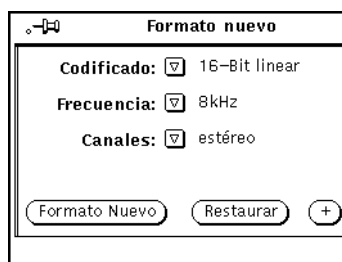 Formato nuevo
Codificado: 16-Bit linear
Frecuencia: 8kHz
Canales: estéreo
Formato Nuevo Restaurar +